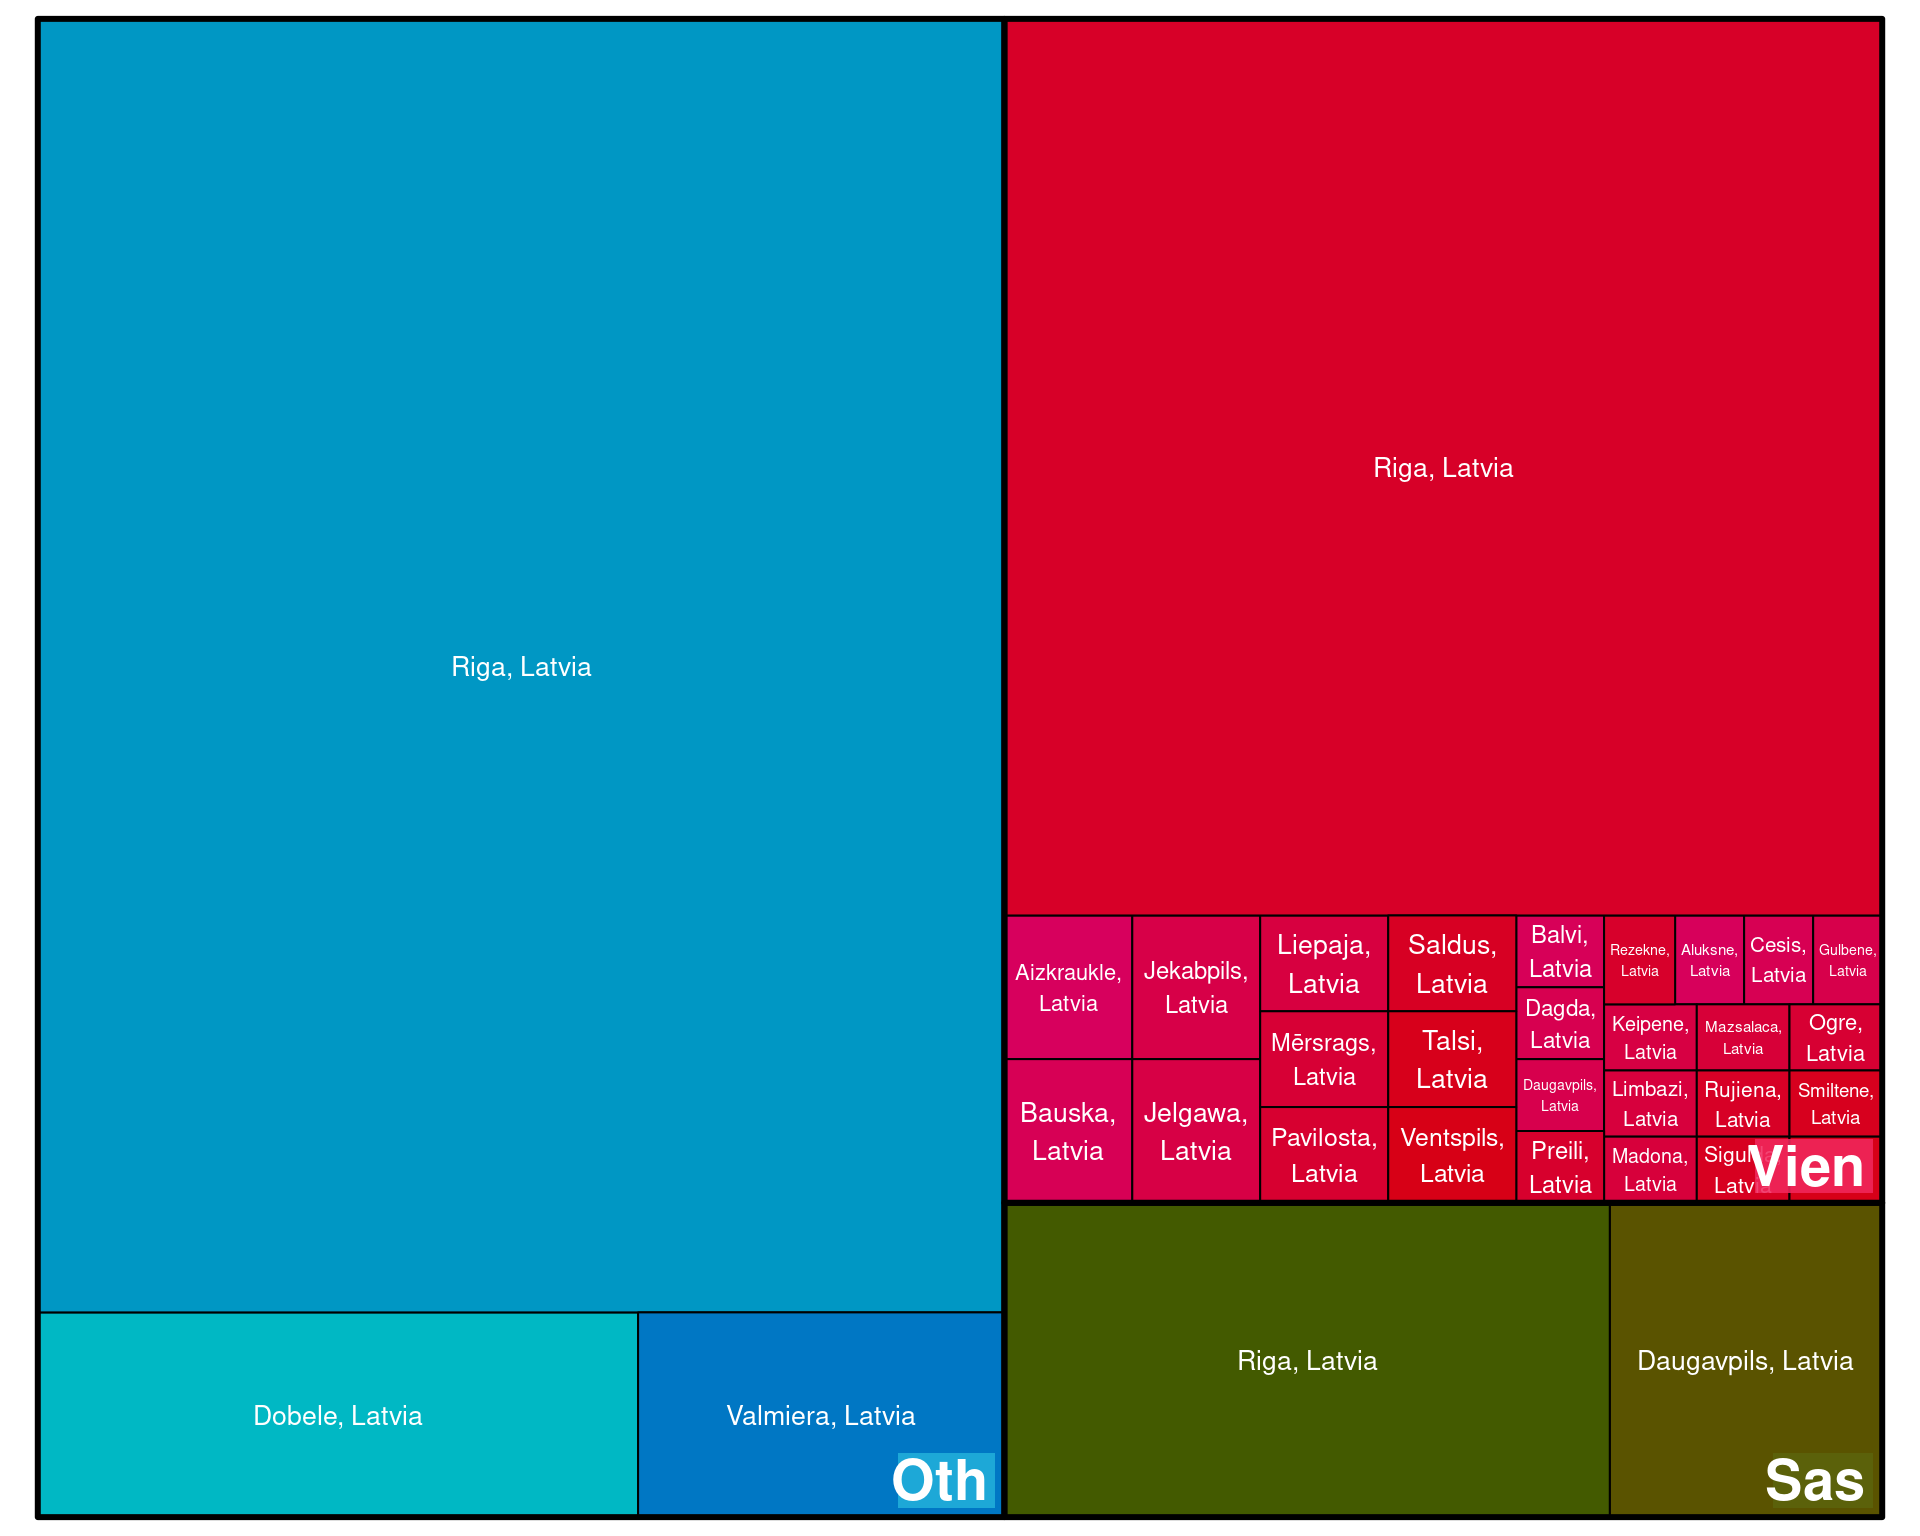 Riga, Latvia
Dobele, Latvia
Valmiera, Latvia
Oth
Riga, Latvia
Aizkraukle,
Latvia
Bauska,
Latvia
Jekabpils,
Latvia
Jelgawa,
Latvia
Liepaja,
Latvia
Mērsrags,
Latvia
Pavilosta,
Latvia
Saldus,
Latvia
Talsi,
Latvia
Ventspils,
Latvia
Balvi,
Latvia
Dagda,
Latvia
Daugavpils,
Latvia
Preili,
Latvia
Rezekne,
Latvia
Aluksne,
Latvia
Cesis,
Latvia
Gulbene,
Latvia
Keipene,
Latvia
Limbazi,
Latvia
Madona,
Latvia
Mazsalaca,
Latvia
Rujiena,
Latvia
Latvia
Ogre,
Latvia
Smiltene,
Latvia
Vien
Riga, Latvia
Daugavpils, Latvia
Sas